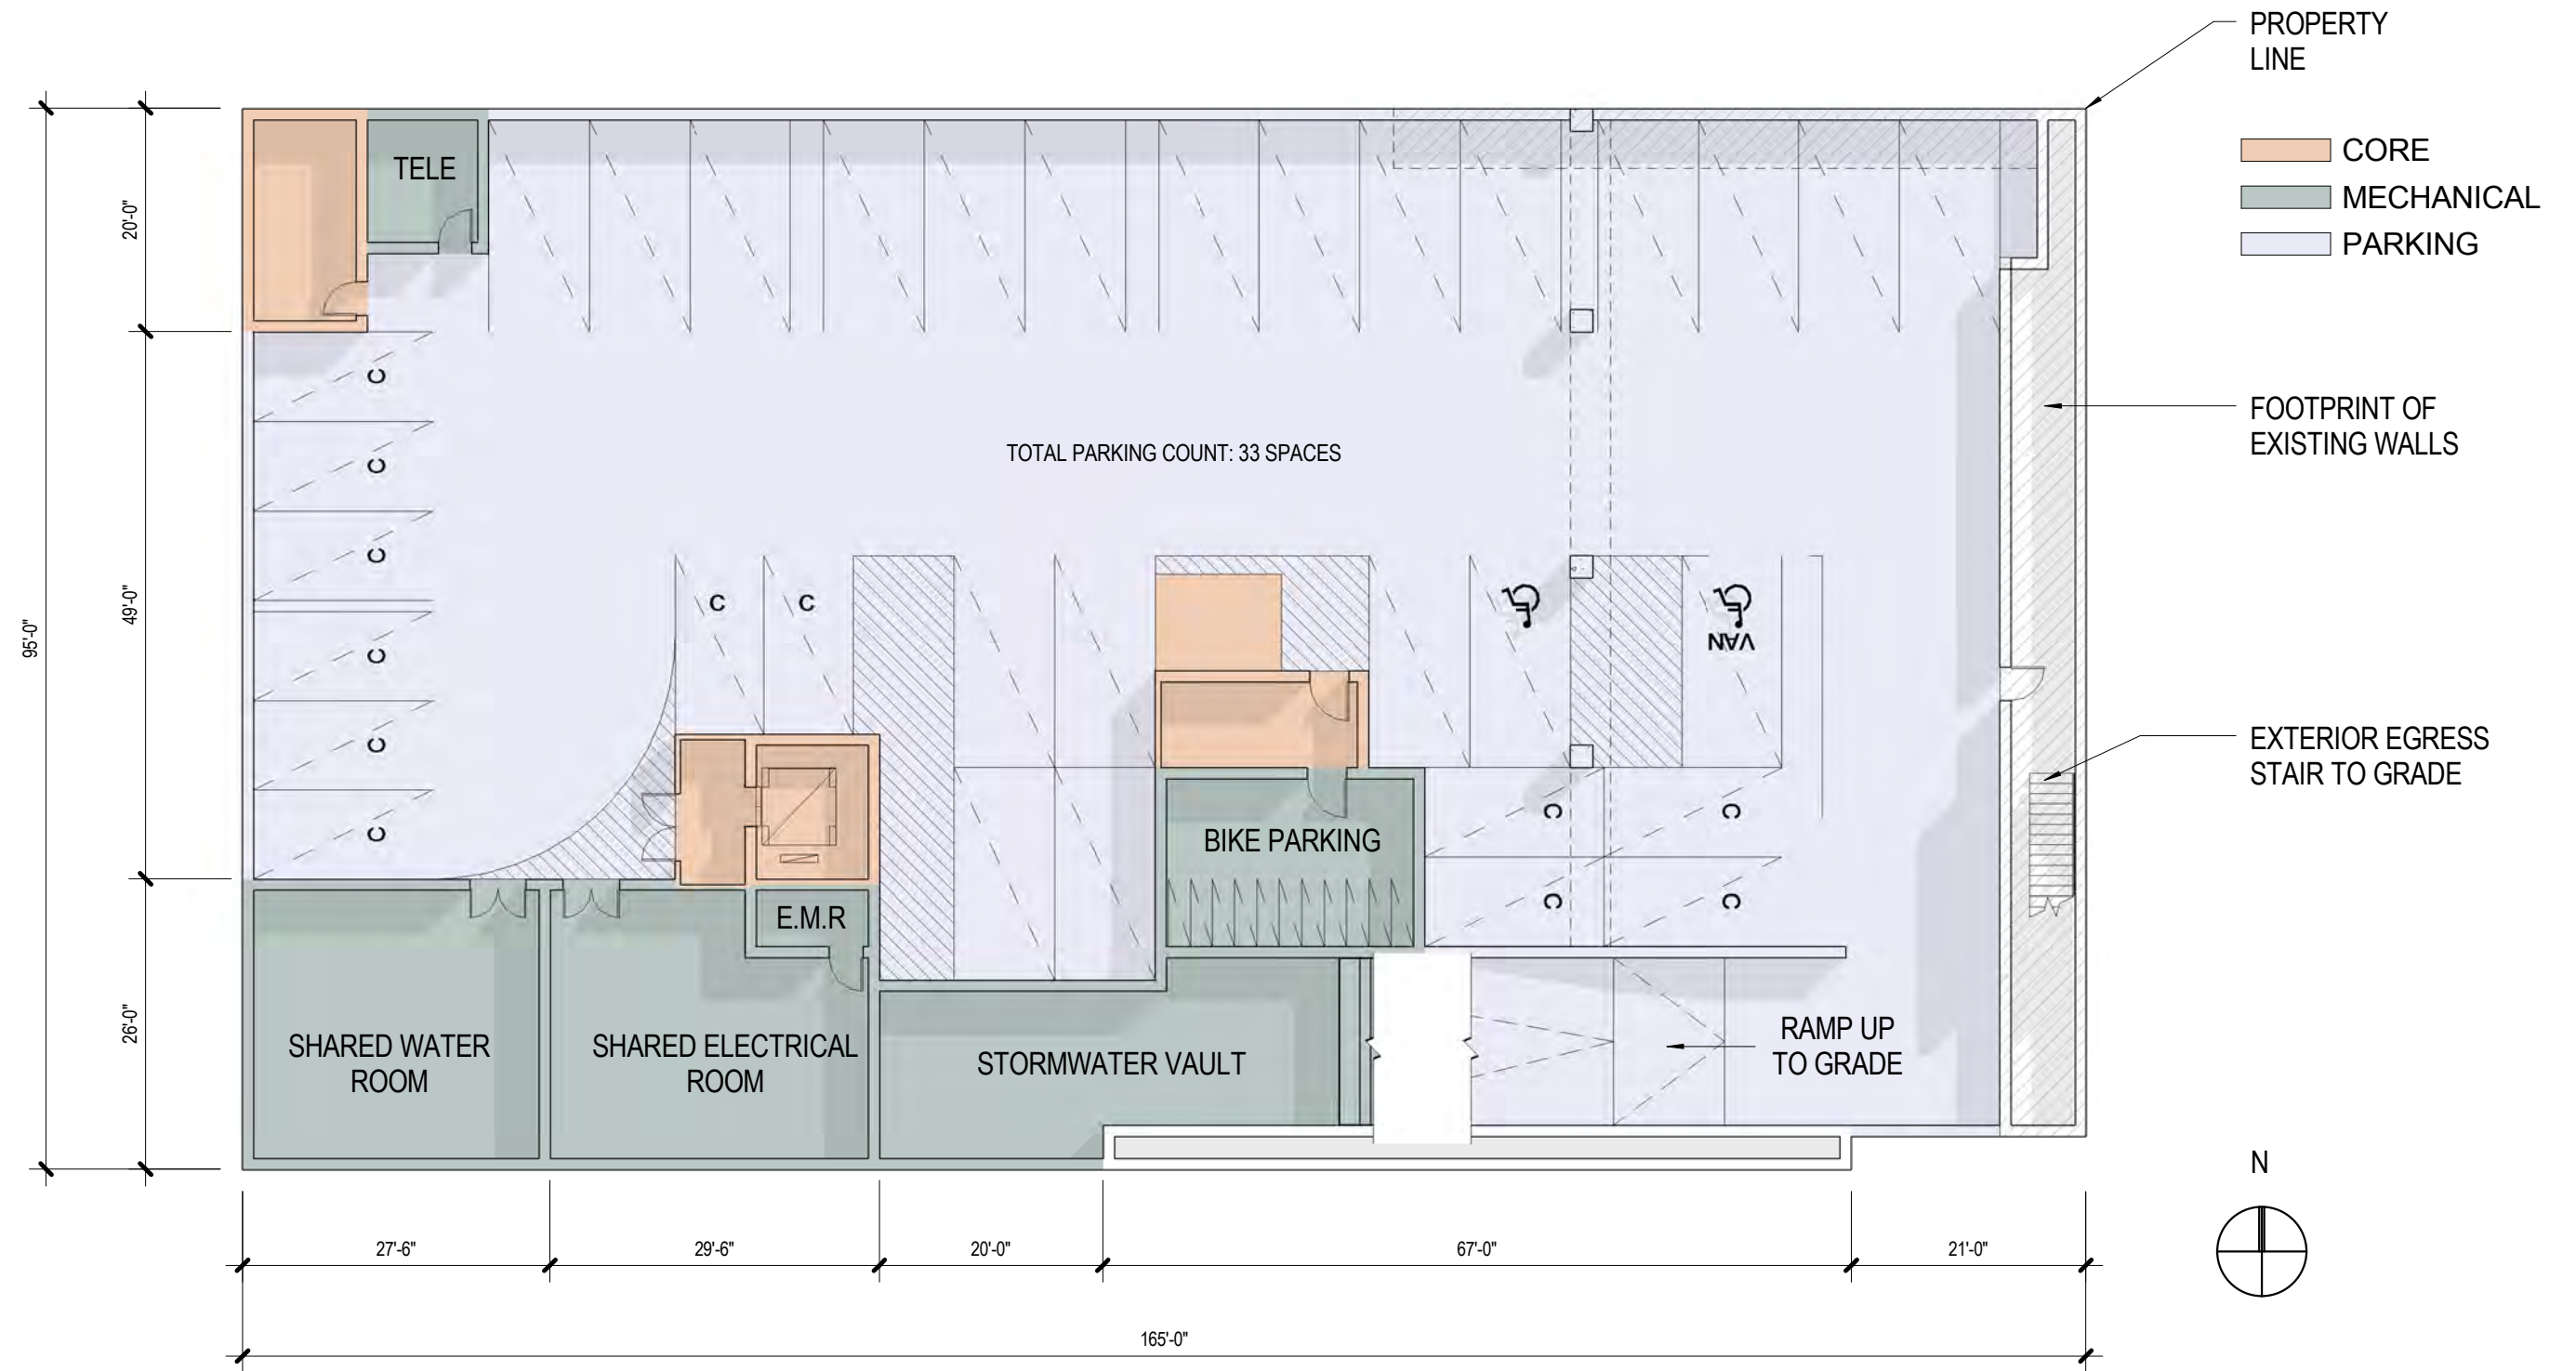 PROPERTY
LINE
CORE
MECHANICAL
PARKING
TELE
20'-0"
C
FOOTPRINT OF
EXISTING WALLS
TOTAL PARKING COUNT: 33 SPACES
C
C
49'-0"
95'-0"
C C
VAN
C
C
EXTERIOR EGRESS
STAIR TO GRADE
C
C C
BIKE PARKING
C C
E.M.R
26'-0"
SHARED WATER
ROOM
SHARED ELECTRICAL
ROOM
STORMWATER VAULT
RAMP UP
TO GRADE
N
27'-6" 29'-6" 20'-0" 67'-0" 21'-0"
165'-0"